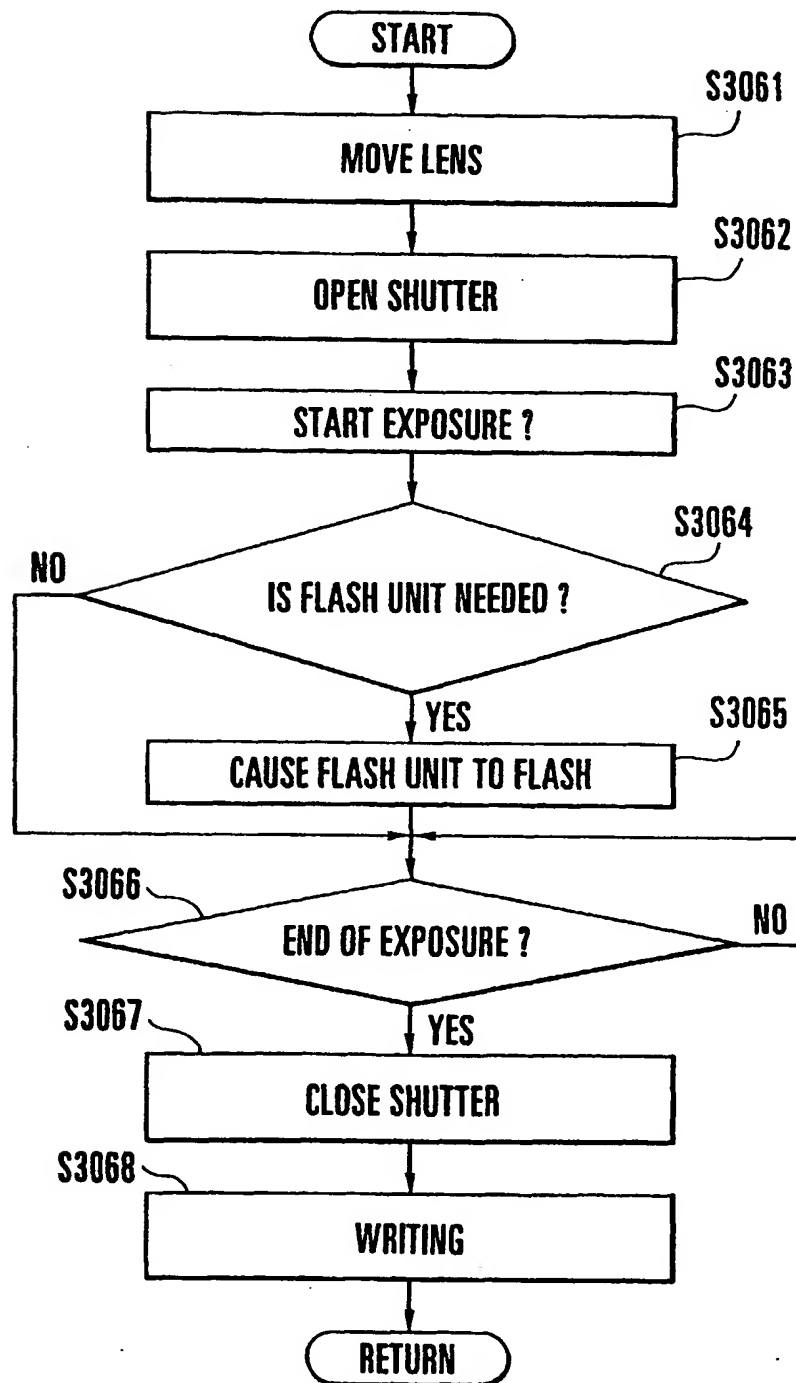 START
S3061
MOVE LENS
S3062
OPEN SHUTTER
S3063
START EXPOSURE ?
S3064
NO
IS FLASH UNIT NEEDED ?
YES
S3065
CAUSE FLASH UNIT TO FLASH
S3066
END OF EXPOSURE ?
NO
S3067
YES
CLOSE SHUTTER
S3068
WRITING
RETURN